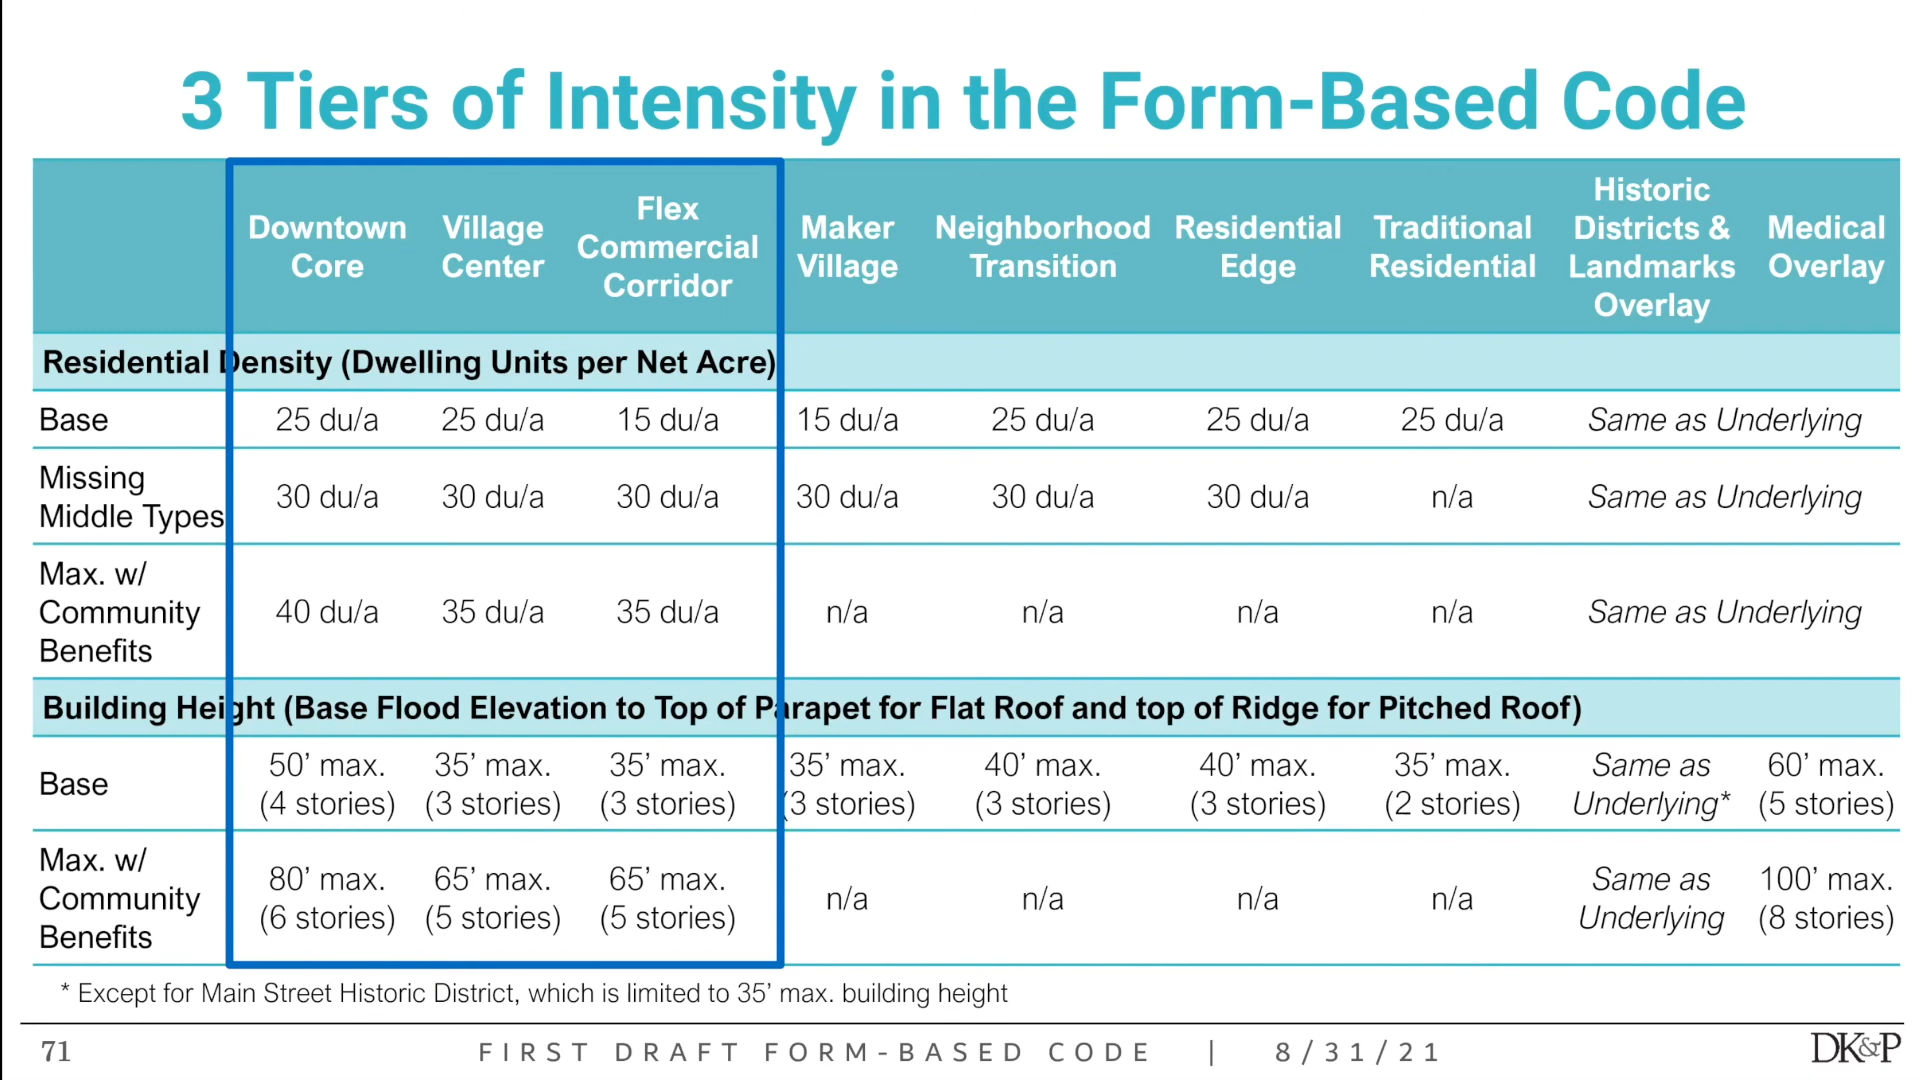 3 Tiers of Intensity in the Form-Based Code
Downtown Core
Village Center
Flex Commercial Corridor
Maker Village
Neighborhood Transition
Residential Edge
Traditional Residential
Historic Districts & Landmarks Overlay
Medical Overlay
Residential Density (Dwelling Units per Net Acre)
Base 25 du/a 25 du/a 15 du/a 15 du/a 25 du/a 25 du/a 25 du/a Same as Underlying
Missing Middle Types 30 du/a 30 du/a 30 du/a 30 du/a 30 du/a 30 du/a n/a Same as Underlying
Max. w/ Community Benefits 40 du/a 35 du/a 35 du/a n/a n/a n/a n/a Same as Underlying
Building Height (Base Flood Elevation to Top of Parapet for Flat Roof and top of Ridge for Pitched Roof)
Base 50’ max. (4 stories) 35’ max. (3 stories) 35’ max. (3 stories) 35’ max. (3 stories) 40’ max. (3 stories) 40’ max. (3 stories) 35’ max. (2 stories) Same as Underlying* 60’ max. (5 stories)
Max. w/ Community Benefits 80’ max. (6 stories) 65’ max. (5 stories) 65’ max. (5 stories) n/a n/a n/a n/a Same as Underlying 100’ max. (8 stories)
* Except for Main Street Historic District, which is limited to 35’ max. building height
71 FIRST DRAFT FORM-BASED CODE | 8/31/21 DK&P